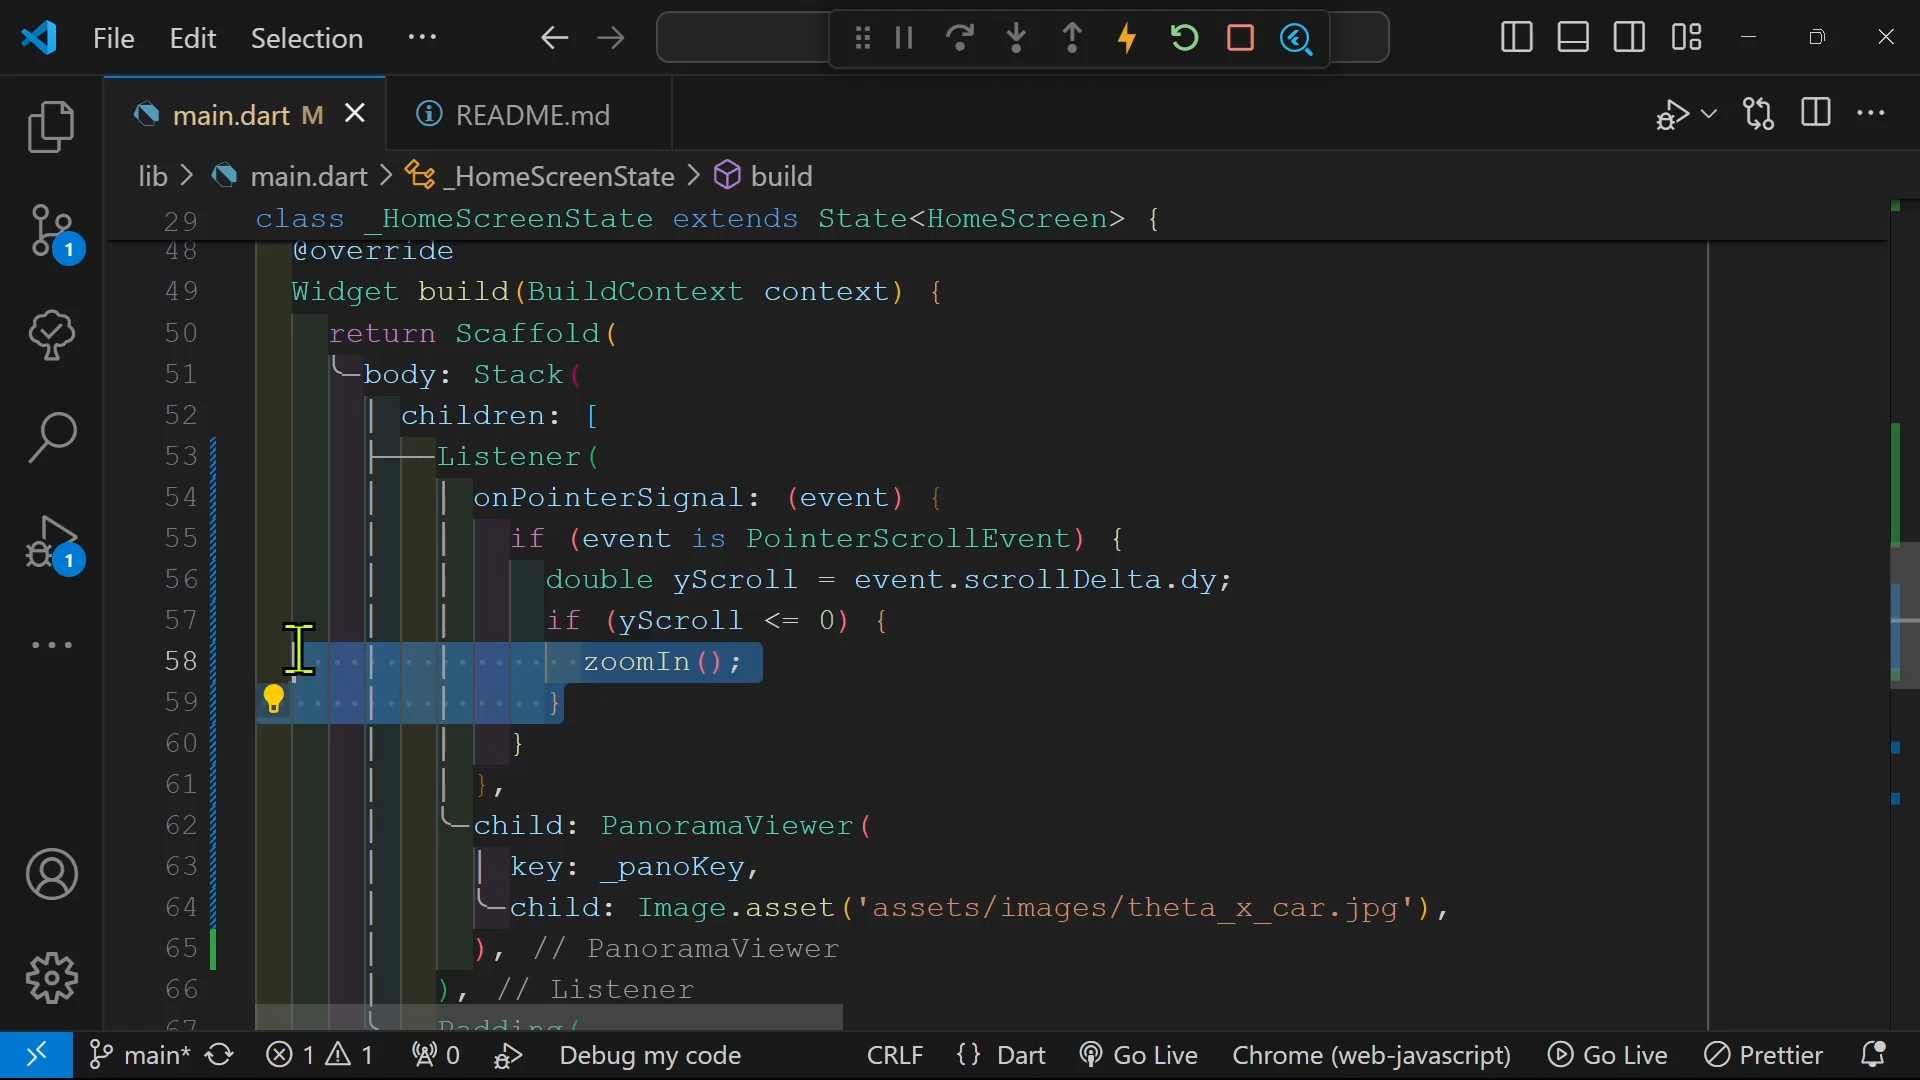 File Edit Selection ···
main.dart M README.md
lib > main.dart > _HomeScreenState > build
29 class _HomeScreenState extends State<HomeScreen> {
48 @override
49 Widget build(BuildContext context) {
50 return Scaffold(
51 body: Stack(
52 children: [
53 Listener(
54 onPointerSignal: (event) {
55 if (event is PointerScrollEvent) {
56 double yScroll = event.scrollDelta.dy;
57 if (yScroll <= 0) {
58 zoomIn();
59 }
60 }
61 },
62 child: PanoramaViewer(
63 key: _panoKey,
64 child: Image.asset('assets/images/theta_x_car.jpg'),
65 ), // PanoramaViewer
66 ), // Listener
67 Padding(
1
1
main* 1 1 0 Debug my code CRLF {} Dart Go Live Chrome (web-javascript) Go Live Prettier